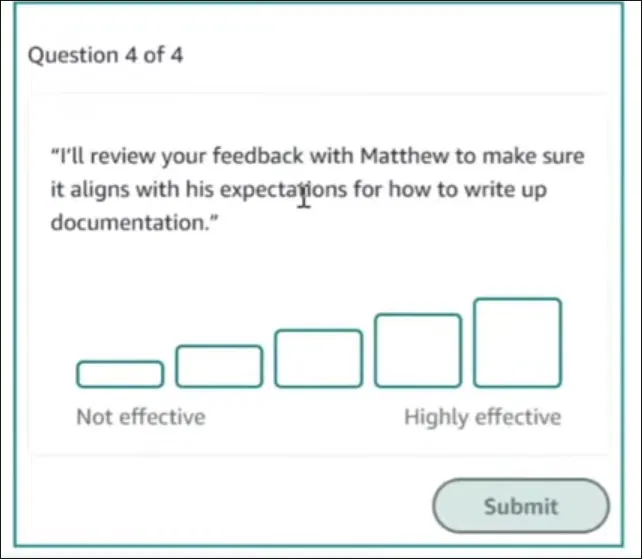 Question 4 of 4
“I’ll review your feedback with Matthew to make sure
it aligns with his expectations for how to write up
documentation.”
Not effective
Highly effective
Submit